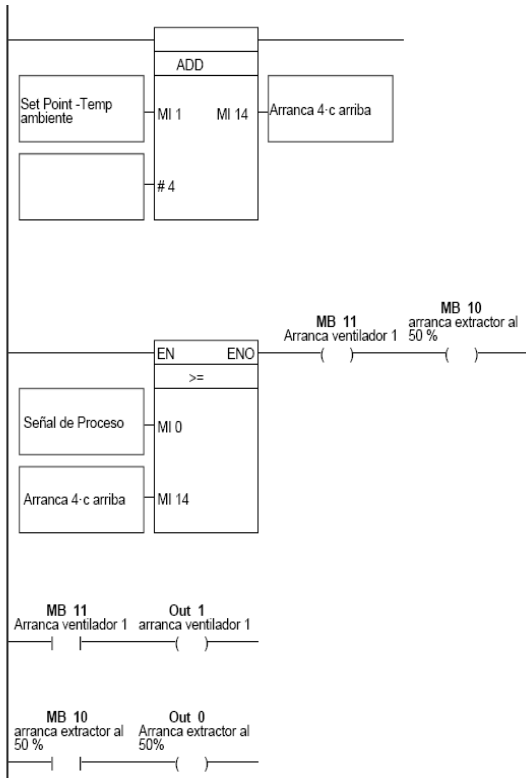 ADD
Set Point -Temp
ambiente
MI 1
MI 14
Arranca 4·c arriba
# 4
MB 10
arranca extractor al
50 %
MB 11
Arranca ventilador 1
EN
ENO
>=
Señal de Proceso
MI 0
Arranca 4·c arriba
MI 14
MB 11
Arranca ventilador 1
Out 1
arranca ventilador 1
MB 10
arranca extractor al
50 %
Out 0
Arranca extractor al
50%